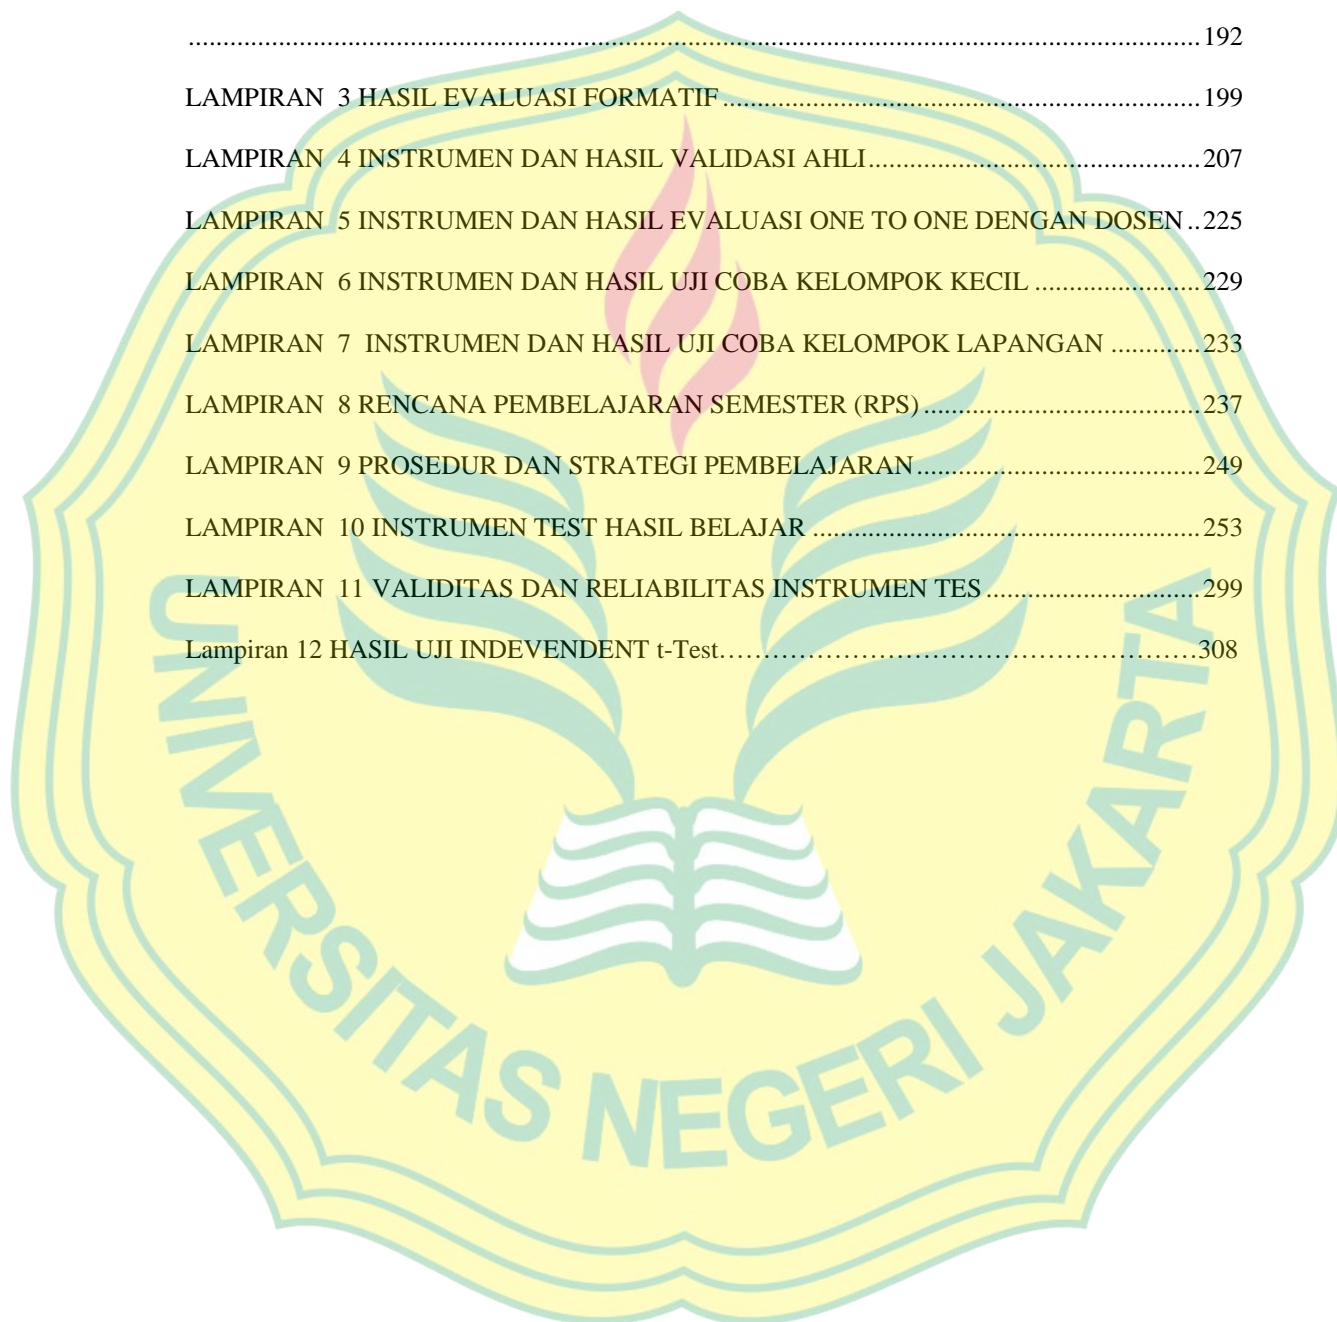 ........................................................................................................................192
LAMPIRAN 3 HASIL EVALUASI FORMATIF.........................................................199
LAMPIRAN 4 INSTRUMEN DAN HASIL VALIDASI AHLI........................................207
LAMPIRAN 5 INSTRUMEN DAN HASIL EVALUASI ONE TO ONE DENGAN DOSEN..225
LAMPIRAN 6 INSTRUMEN DAN HASIL UJI COBA KELOMPOK KECIL ....................229
LAMPIRAN 7 INSTRUMEN DAN HASIL UJI COBA KELOMPOK LAPANGAN .............233
LAMPIRAN 8 RENCANA PEMBELAJARAN SEMESTER (RPS).................................237
LAMPIRAN 9 PROSEDUR DAN STRATEGI PEMBELAJARAN..................................249
LAMPIRAN 10 INSTRUMEN TEST HASIL BELAJAR ..............................................253
LAMPIRAN 11 VALIDITAS DAN RELIABILITAS INSTRUMEN TES ..........................299
Lampiran 12 HASIL UJI INDEVENDENT t-Test……………………………………………308
UNIVERSITAS NEGERI JAKARTA